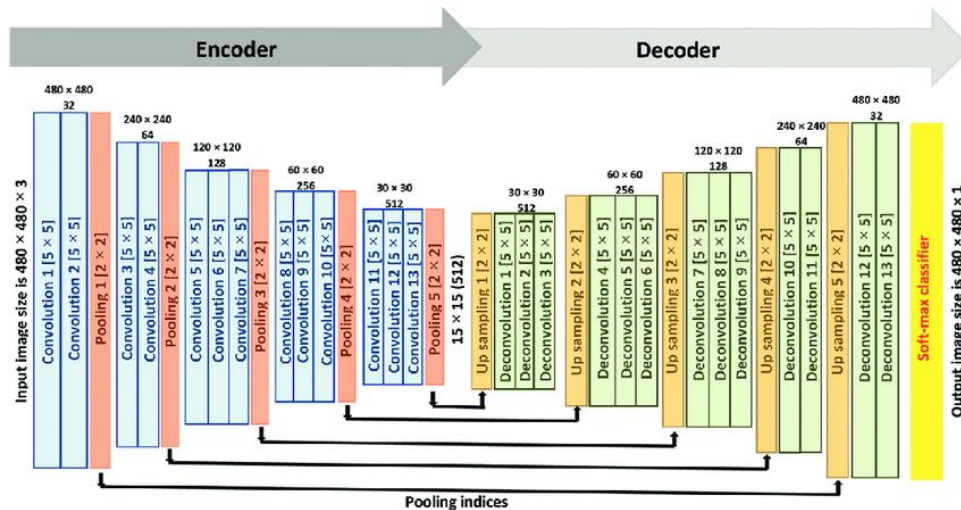 Encoder
Decoder
Input image size is 480 × 480 × 3
480 × 480
32
Convolution 1 [5 × 5]
Convolution 2 [5 × 5]
Pooling 1 [2 × 2]
240 × 240
64
Convolution 3 [5 × 5]
Convolution 4 [5 × 5]
Pooling 2 [2 × 2]
120 × 120
128
Convolution 5 [5 × 5]
Convolution 6 [5 × 5]
Convolution 7 [5 × 5]
Pooling 3 [2 × 2]
60 × 60
256
Convolution 8 [5 × 5]
Convolution 9 [5 × 5]
Convolution 10 [5 × 5]
Pooling 4 [2 × 2]
30 × 30
512
Convolution 11 [5 × 5]
Convolution 12 [5 × 5]
Convolution 13 [5 × 5]
Pooling 5 [2 × 2]
15 × 15 (512)
Up sampling 1 [2 × 2]
30 × 30
512
Deconvolution 1 [5 × 5]
Deconvolution 2 [5 × 5]
Deconvolution 3 [5 × 5]
Up sampling 2 [2 × 2]
60 × 60
256
Deconvolution 4 [5 × 5]
Deconvolution 5 [5 × 5]
Deconvolution 6 [5 × 5]
Up sampling 3 [2 × 2]
120 × 120
128
Deconvolution 7 [5 × 5]
Deconvolution 8 [5 × 5]
Deconvolution 9 [5 × 5]
Up sampling 4 [2 × 2]
240 × 240
64
Deconvolution 10 [5 × 5]
Deconvolution 11 [5 × 5]
Up sampling 5 [2 × 2]
480 × 480
32
Deconvolution 12 [5 × 5]
Deconvolution 13 [5 × 5]
Soft-max classifier
Output image size is 480 × 480 × 1
Pooling indices